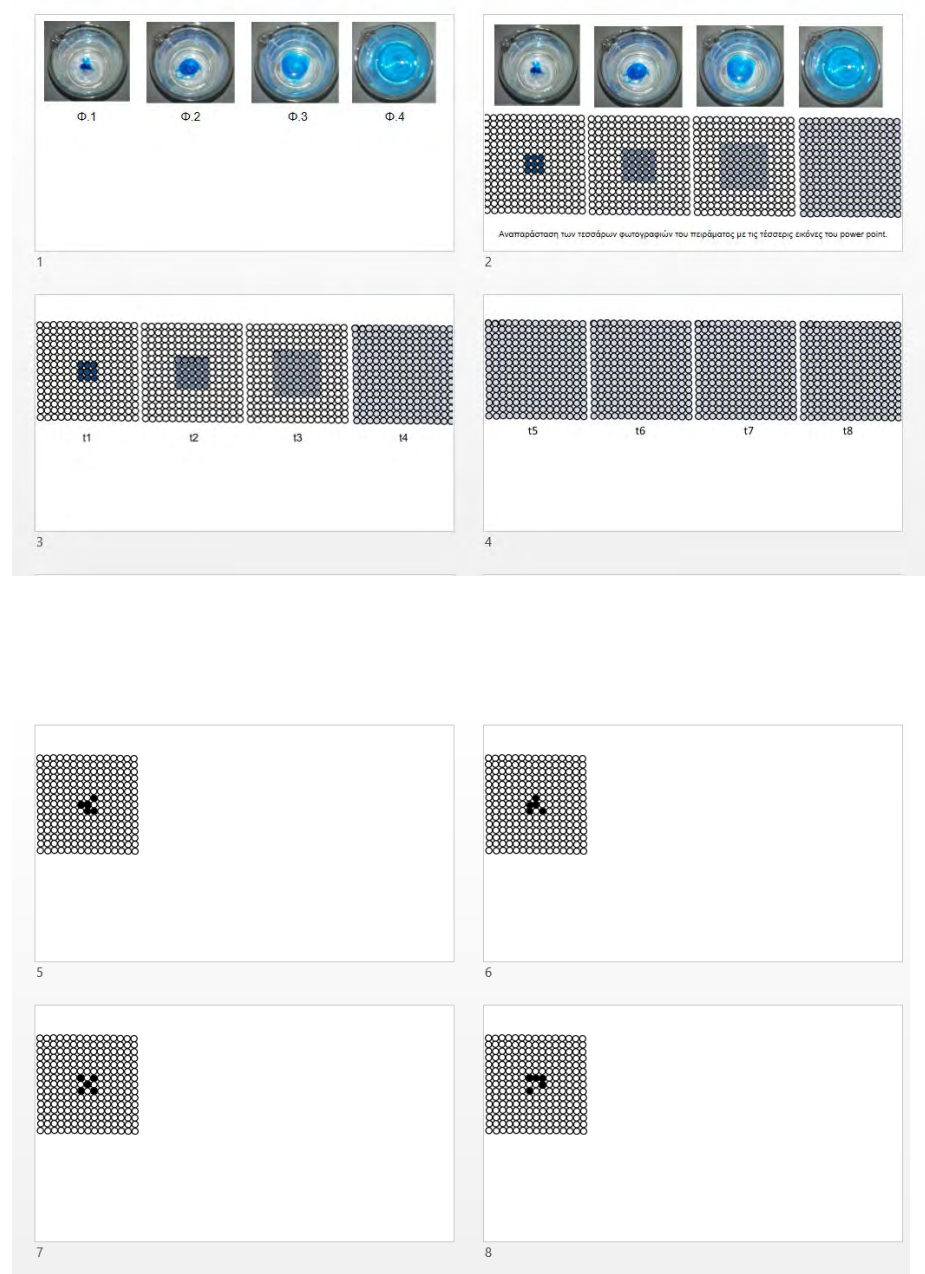 Φ.1 Φ.2 Φ.3 Φ.4
1
Αναπαράσταση των τεσσάρων φωτογραφιών του πειράματος με τις τέσσερις εικόνες του power point.
2
t1 t2 t3 t4
3
t5 t6 t7 t8
4
5
6
7
8